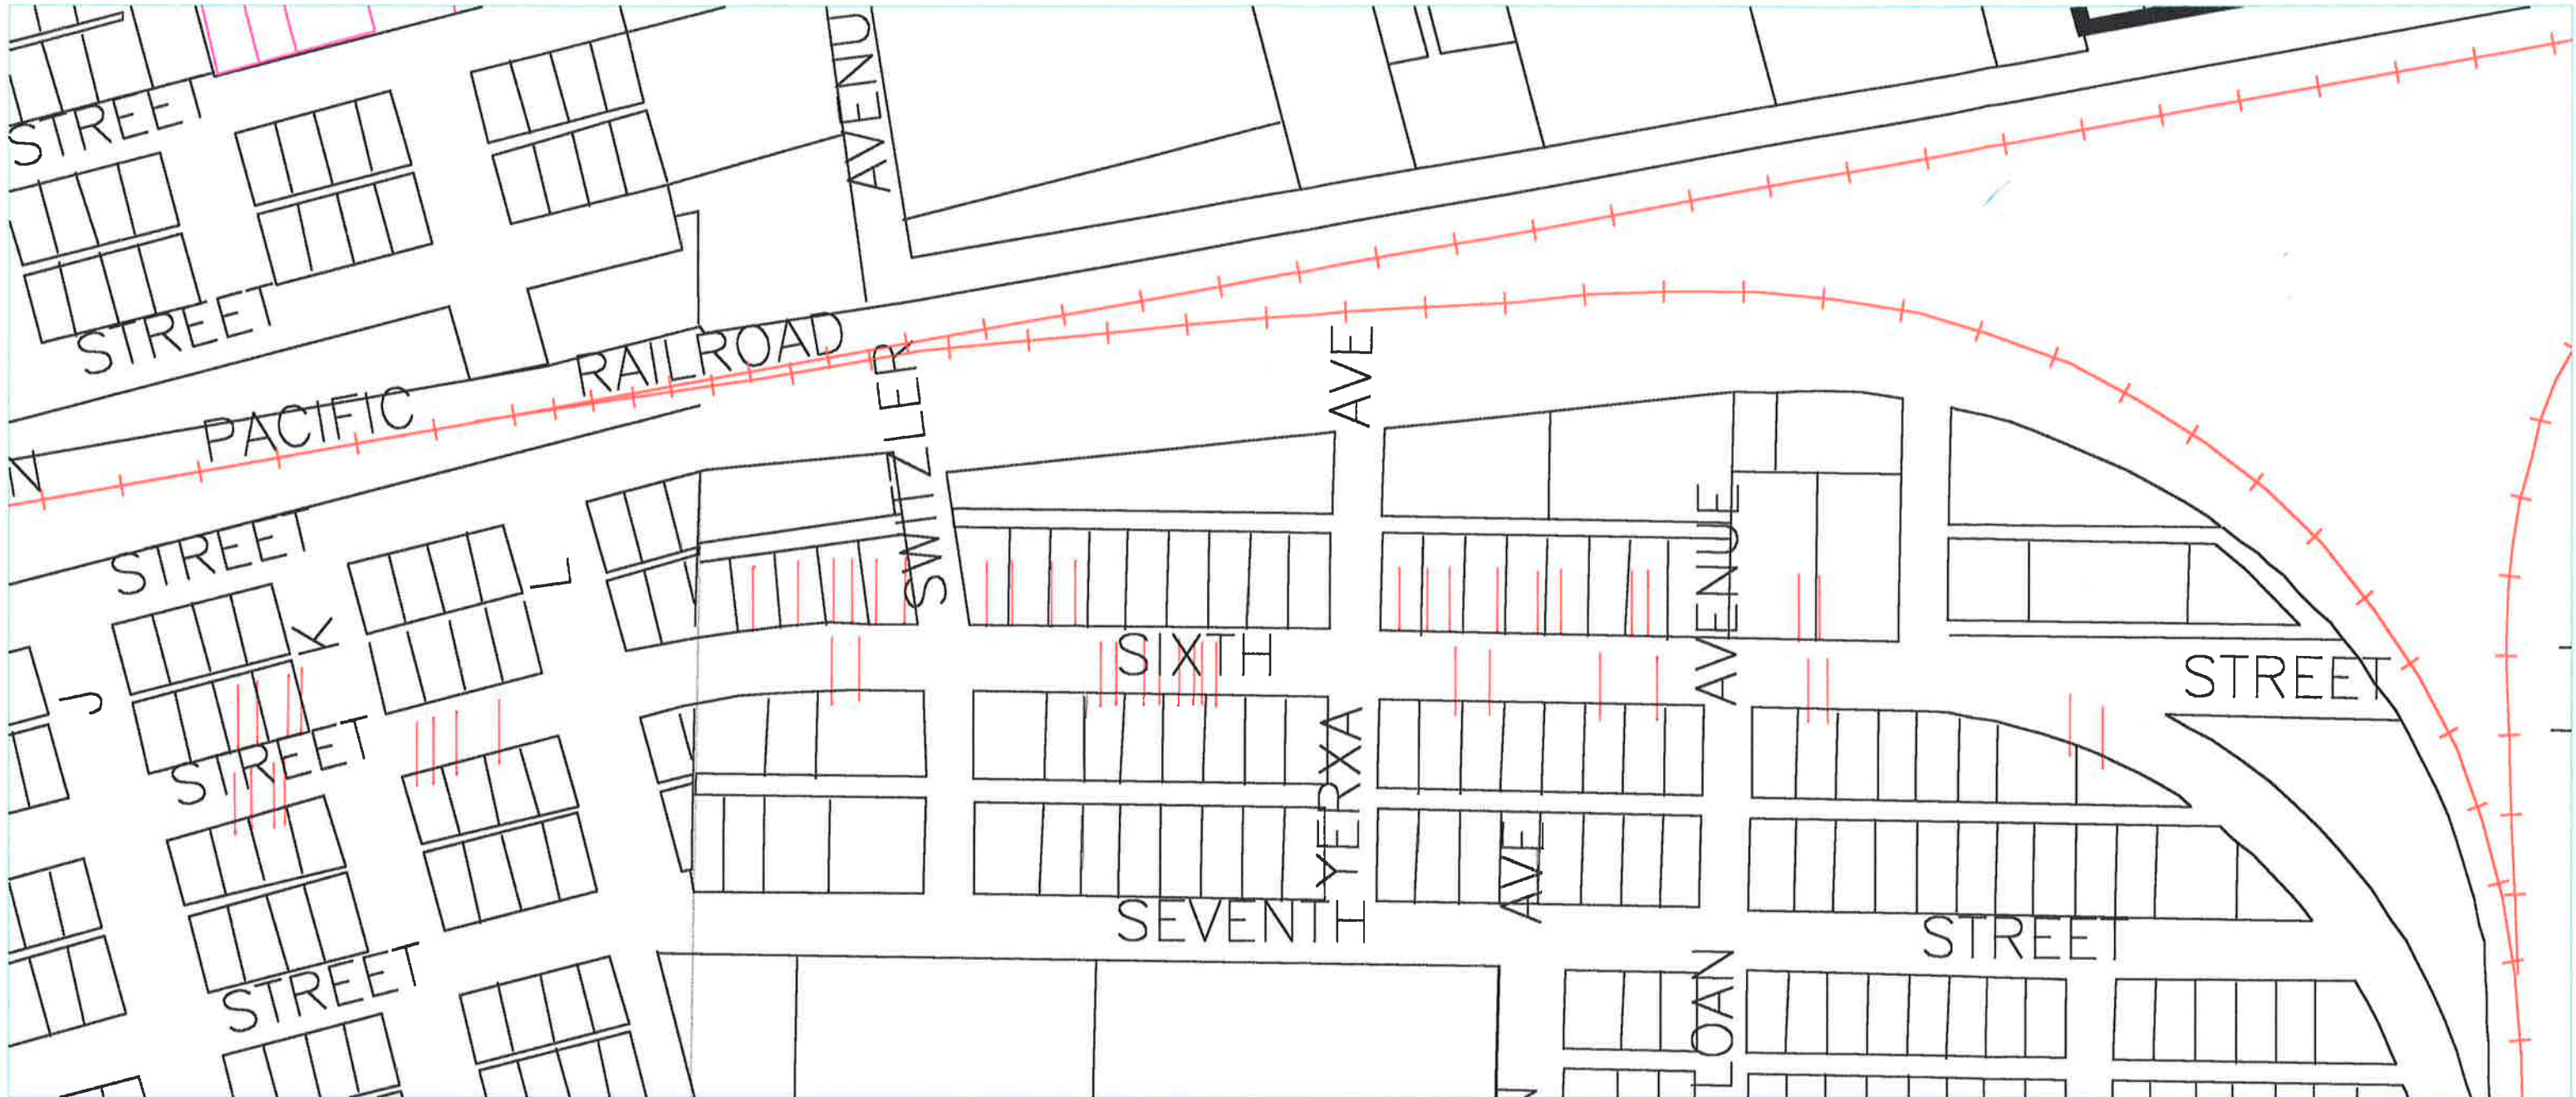 STREET
AVENU
STREET
RAILROAD
PACIFIC
N
SWITZLER
AVE
STREET
L
K
J
AVENUE
SIXTH
STREET
STREET
YERXA
AVE
SEVENTH
STREET
STREET
LOAN